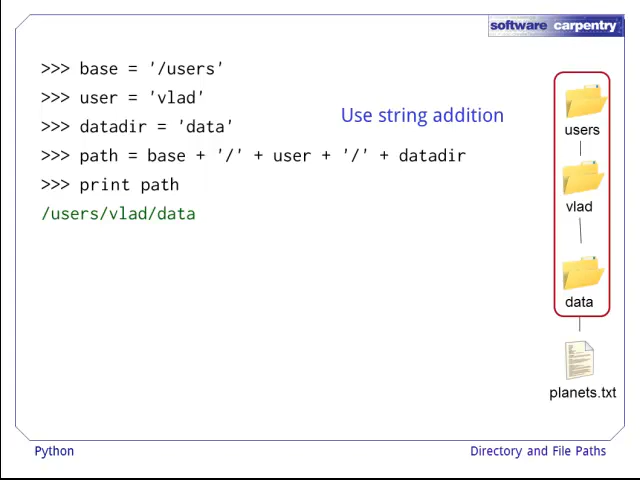 software carpentry
>>> base = '/users'
>>> user = 'vlad'
>>> datadir = 'data'
Use string addition
>>> path = base + '/' + user + '/' + datadir
>>> print path
/users/vlad/data
users
vlad
data
planets.txt
Python
Directory and File Paths